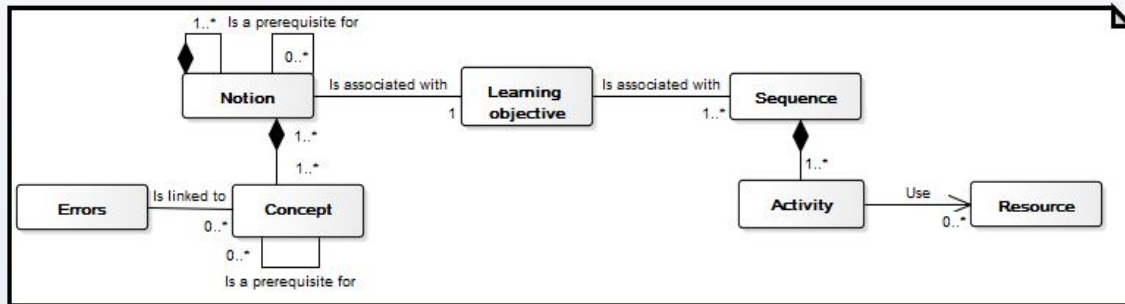 1..*
Is a prerequisite for
0..*
Notion
Is associated with
1
Learning
objective
Is associated with
1..*
Sequence
1..*
1..*
1..*
Errors
Is linked to
0..*
Concept
Activity
Use
0..*
Resource
0..*
Is a prerequisite for